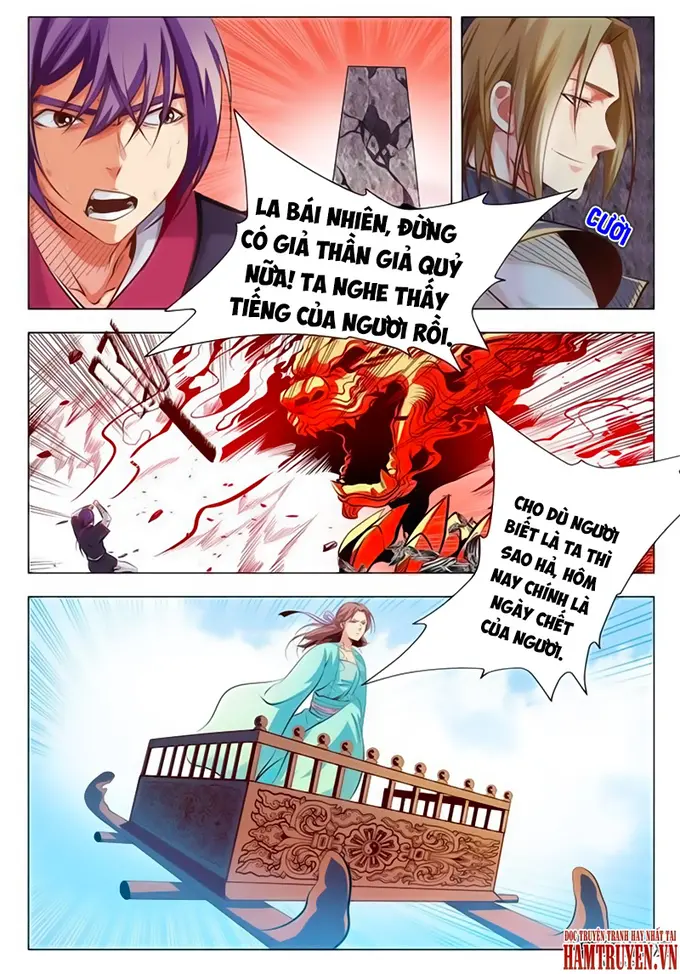 LA BÁI NHIÊN, ĐỪNG
CÓ GIẢ THẦN GIẢ QUỶ
NỮA! TA NGHE THẤY
TIẾNG CỦA NGƯƠI RỒI.
CƯỜI
CHO DÙ NGƯƠI
BIẾT LÀ TA THÌ
SAO HẢ, HÔM
NAY CHÍNH LÀ
NGÀY CHẾT
CỦA NGƯƠI.
ĐỌC TRUYỆN TRANH HAY NHẤT TẠI
HAMTRUYEN.VN